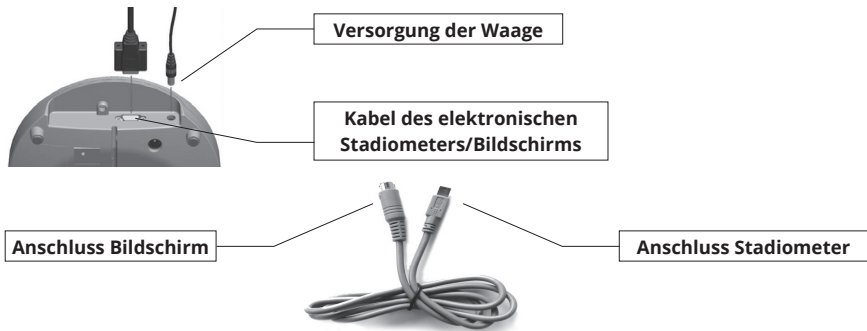 Versorgung der Waage
Kabel des elektronischen
Stadiometers/Bildschirms
Anschluss Bildschirm
Anschluss Stadiometer